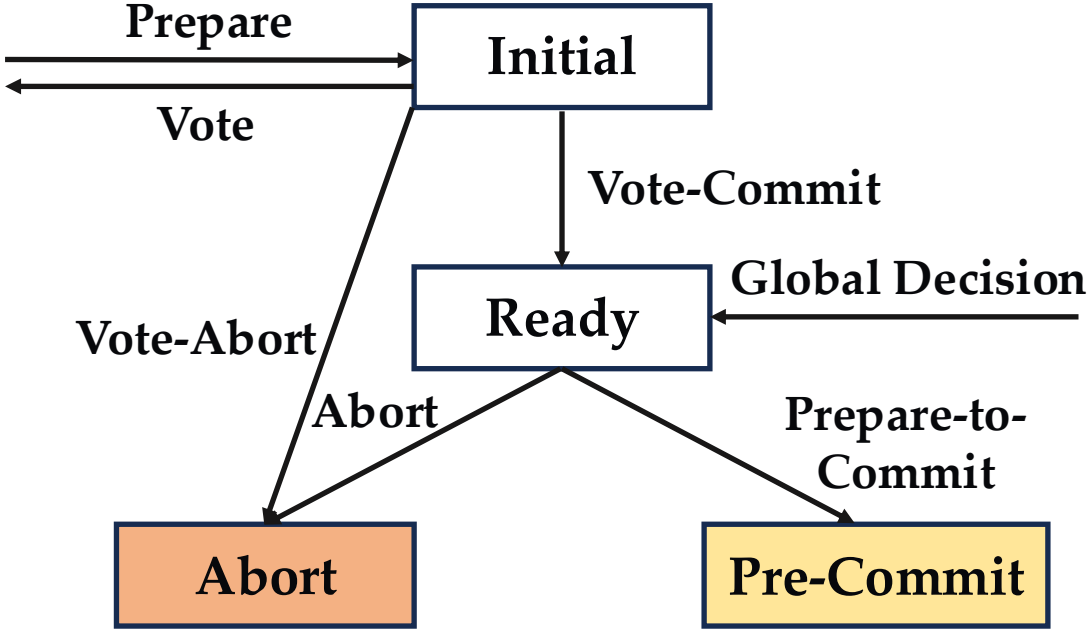 Prepare
Initial
Vote
Vote-Commit
Global Decision
Ready
Vote-Abort
Abort
Prepare-to-
Commit
Abort
Pre-Commit